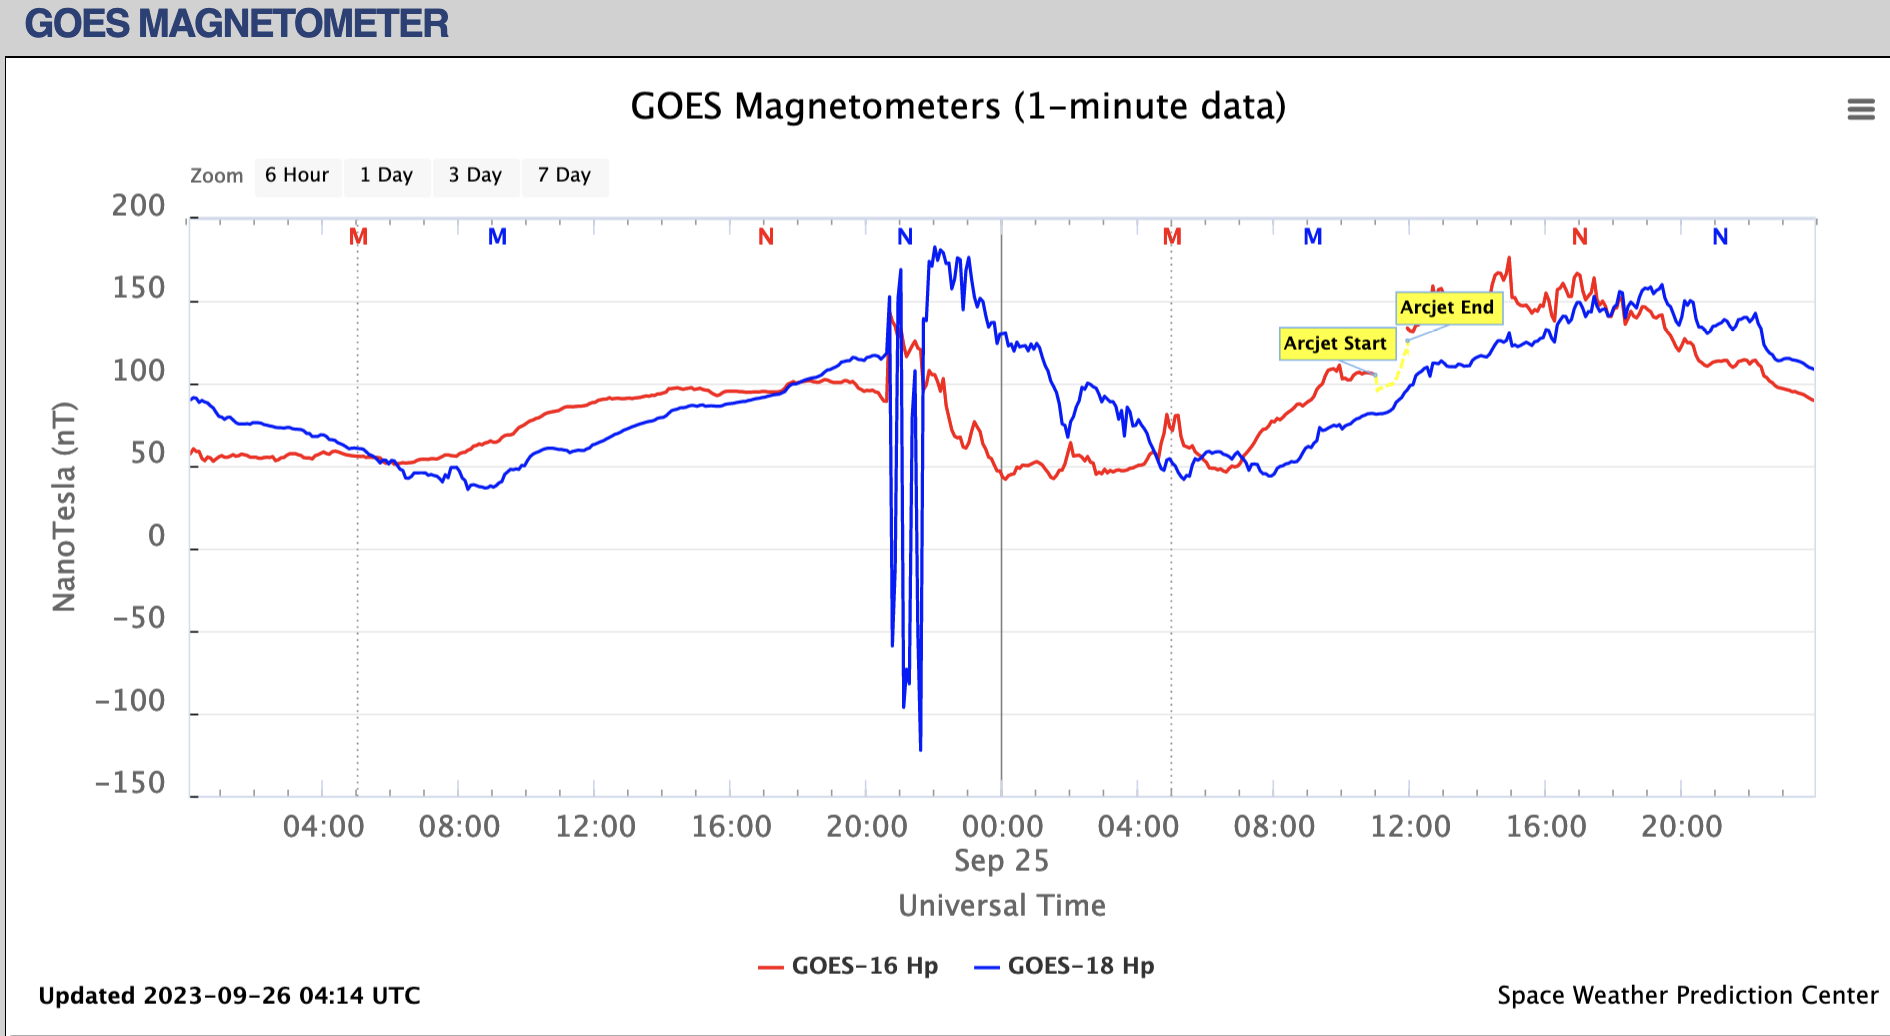 GOES MAGNETOMETER
GOES Magnetometers (1-minute data)
Zoom 6 Hour 1 Day 3 Day 7 Day
200
M M N N M M N N
150
Arcjet End
Arcjet Start
100
50
0
-50
-100
-150
NanoTesla (nT)
04:00 08:00 12:00 16:00 20:00 00:00 04:00 08:00 12:00 16:00 20:00
Sep 25
Universal Time
GOES-16 Hp GOES-18 Hp
Updated 2023-09-26 04:14 UTC Space Weather Prediction Center